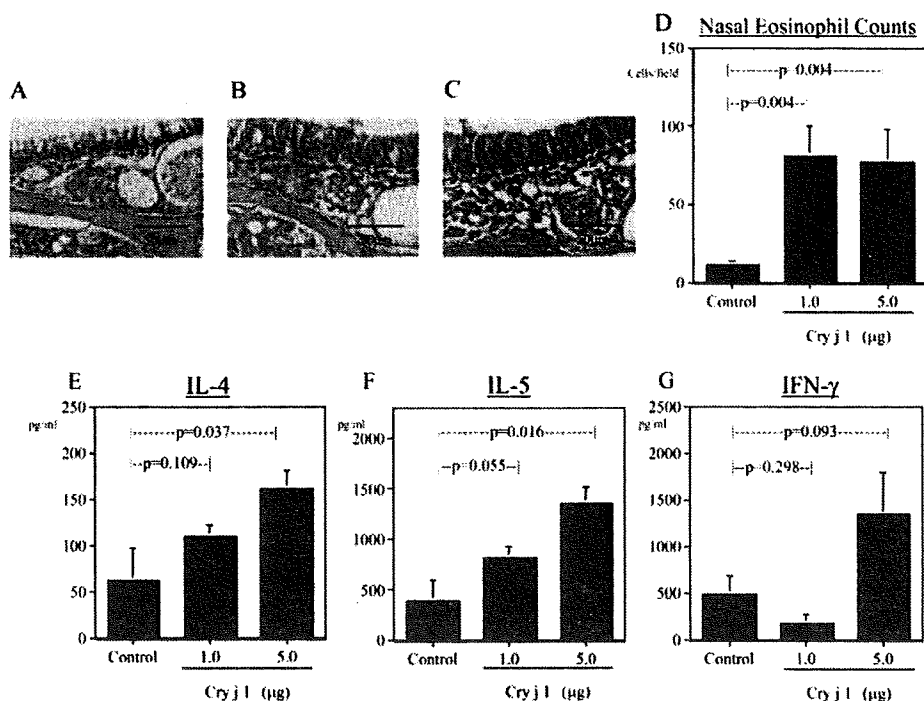 D Nasal Eosinophil Counts
150
Cells/field
p 0.004
A B C
p=0.004
100
50
0
Control 1.0 5.0
Cry j 1 (μg)
E IL-4
250
pg/ml
p=0.037
200
p=0.109
150
100
50
0
Control 1.0 5.0
Cry j 1 (μg)
F IL-5
pg/ml
2000
p=0.016
p=0.055
1500
1000
500
0
Control 1.0 5.0
Cry j 1 (μg)
G IFN-γ
2500
pg/ml
p=0.093
2000
p=0.298
1500
1000
500
0
Control 1.0 5.0
Cry j 1 (μg)